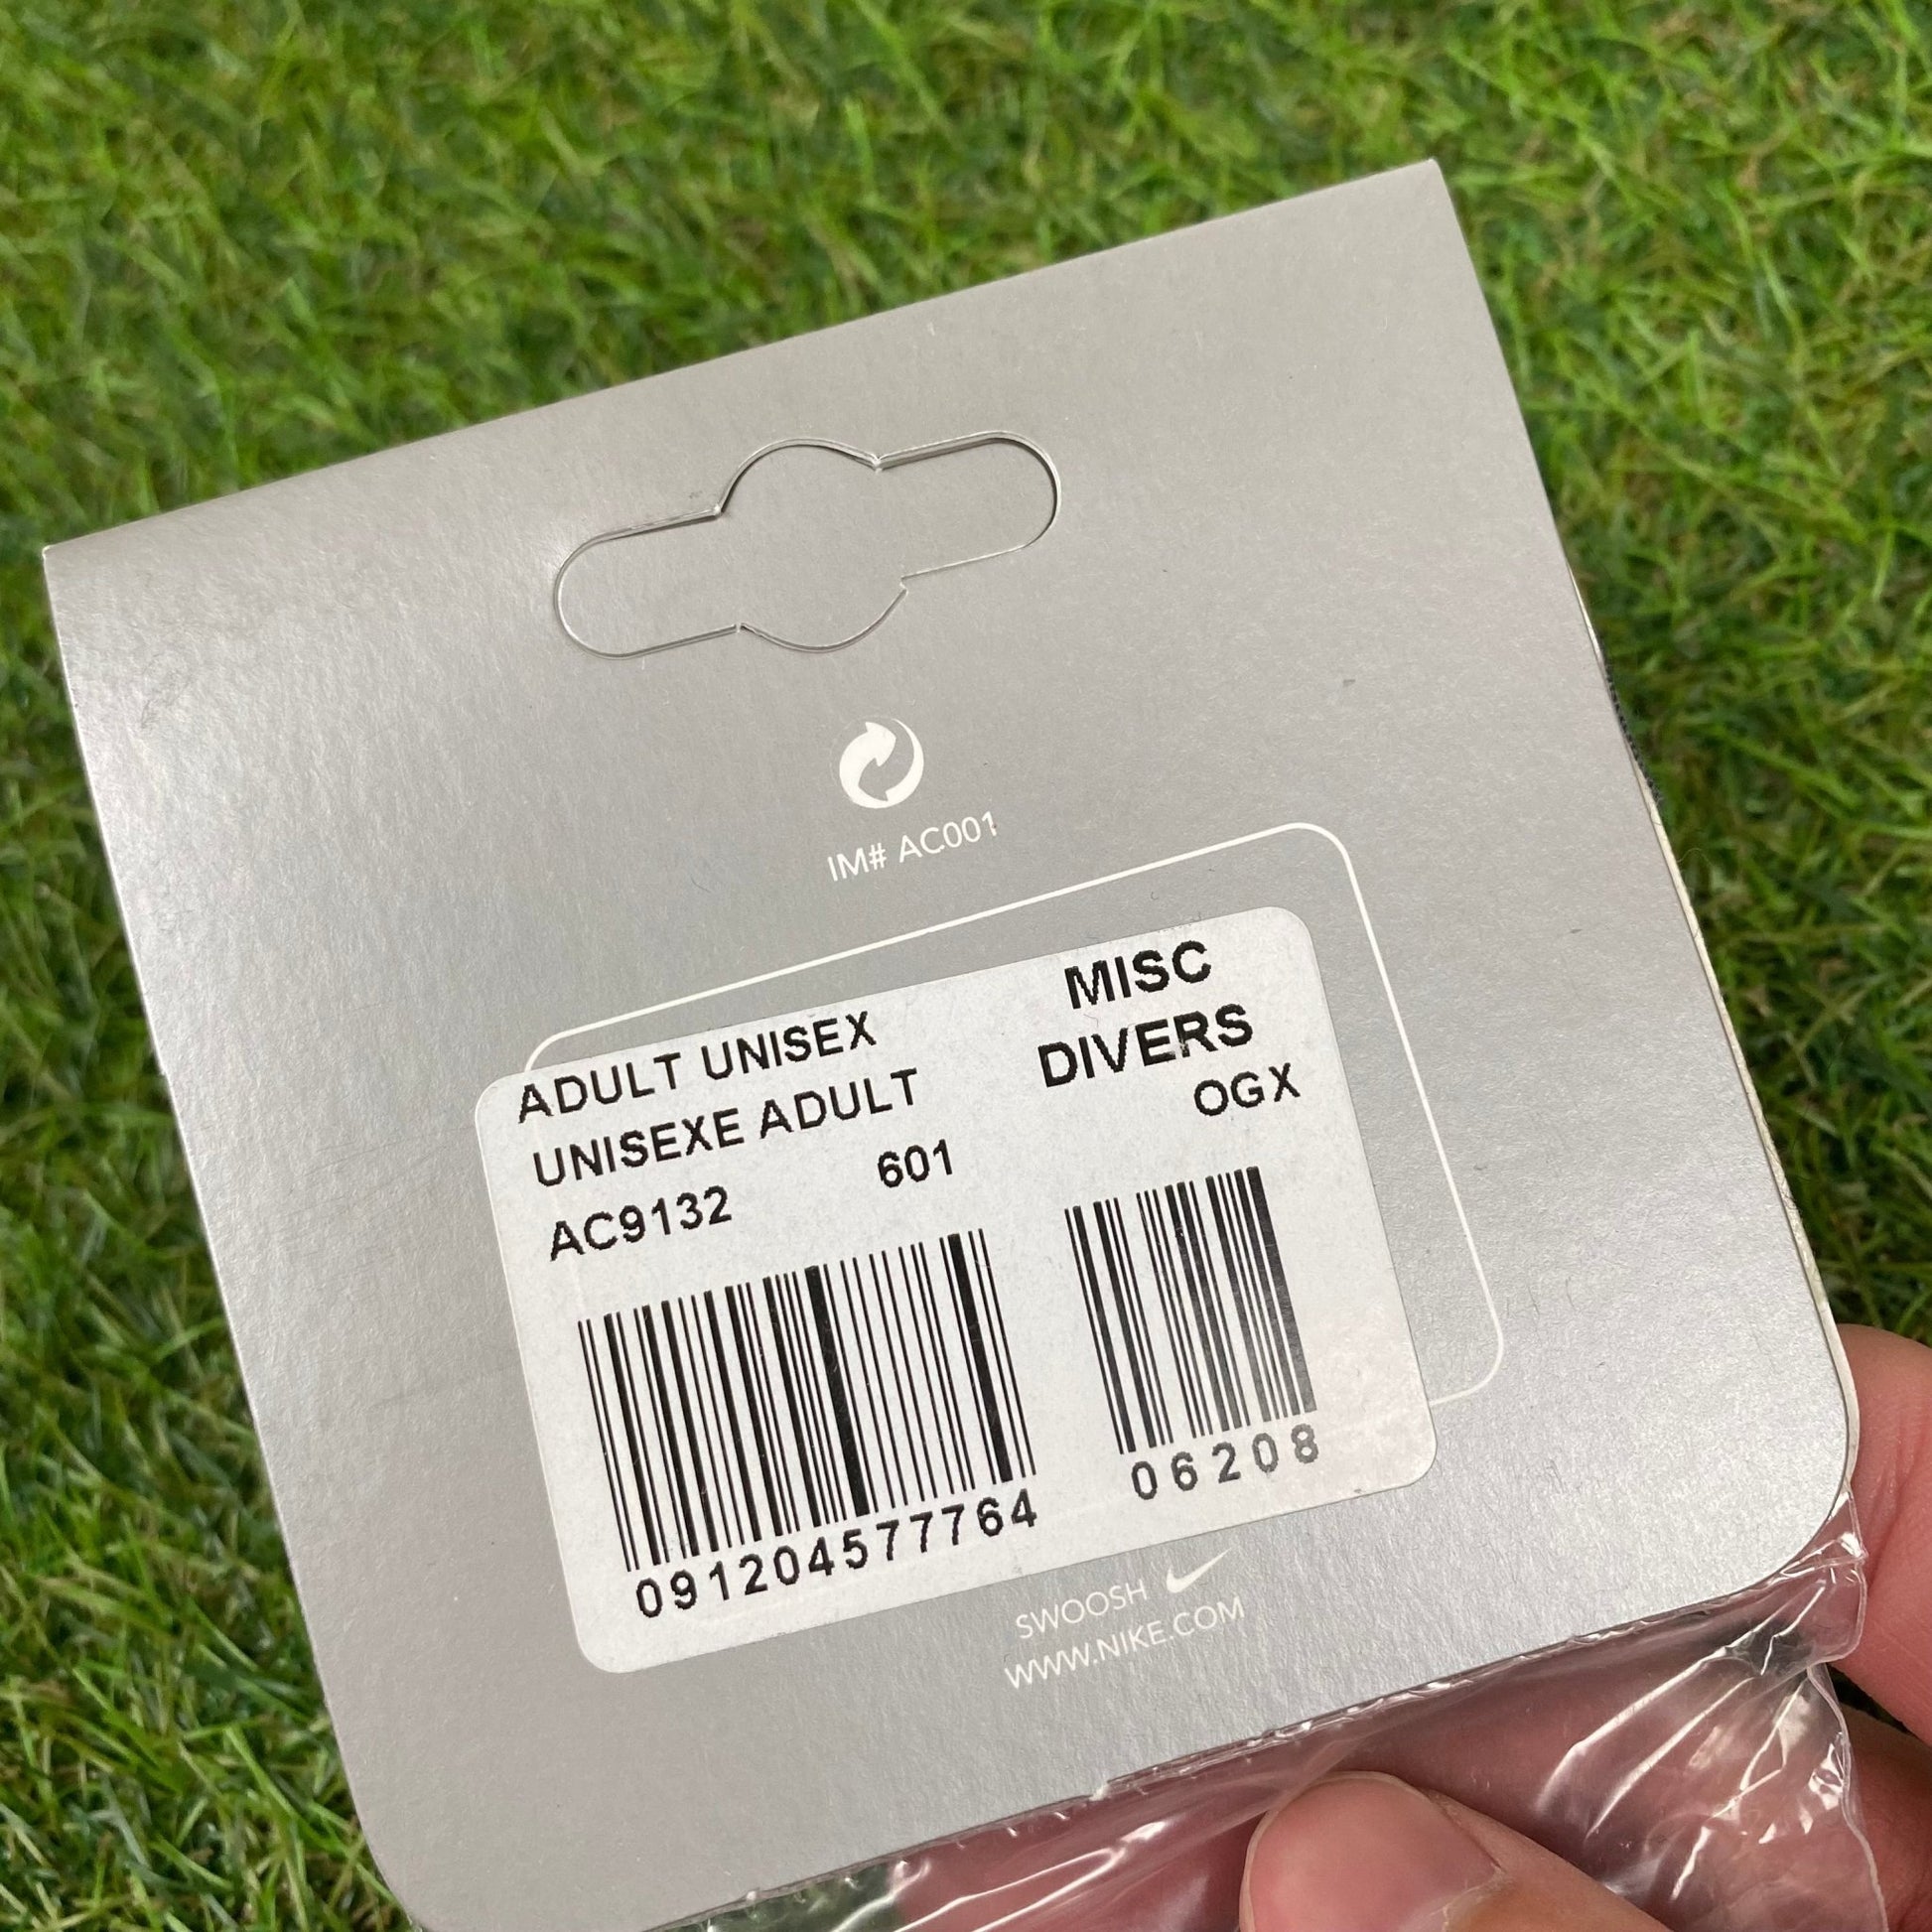 IM# AC001
ADULT UNISEX
UNISEXE ADULT
AC9132 601
MISC
DIVERS
OGX
091204577764
06208
SWOOSH
WWW.NIKE.COM